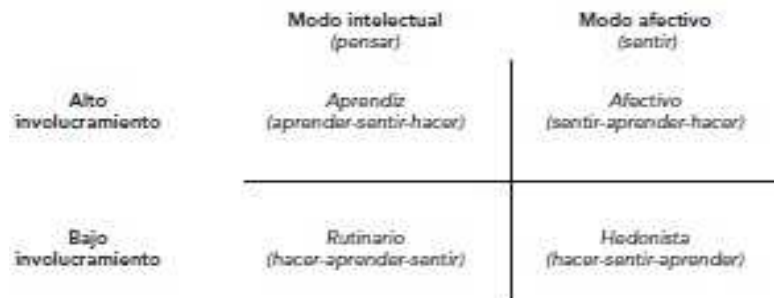 Modo intelectual
(pensar)
Modo afectivo
(sentir)
Alto
involucramiento
Aprendiz
(aprender-sentir-hacer)
Afectivo
(sentir-aprender-hacer)
Bajo
involucramiento
Rutinario
(hacer-aprender-sentir)
Hedonista
(hacer-sentir-aprender)